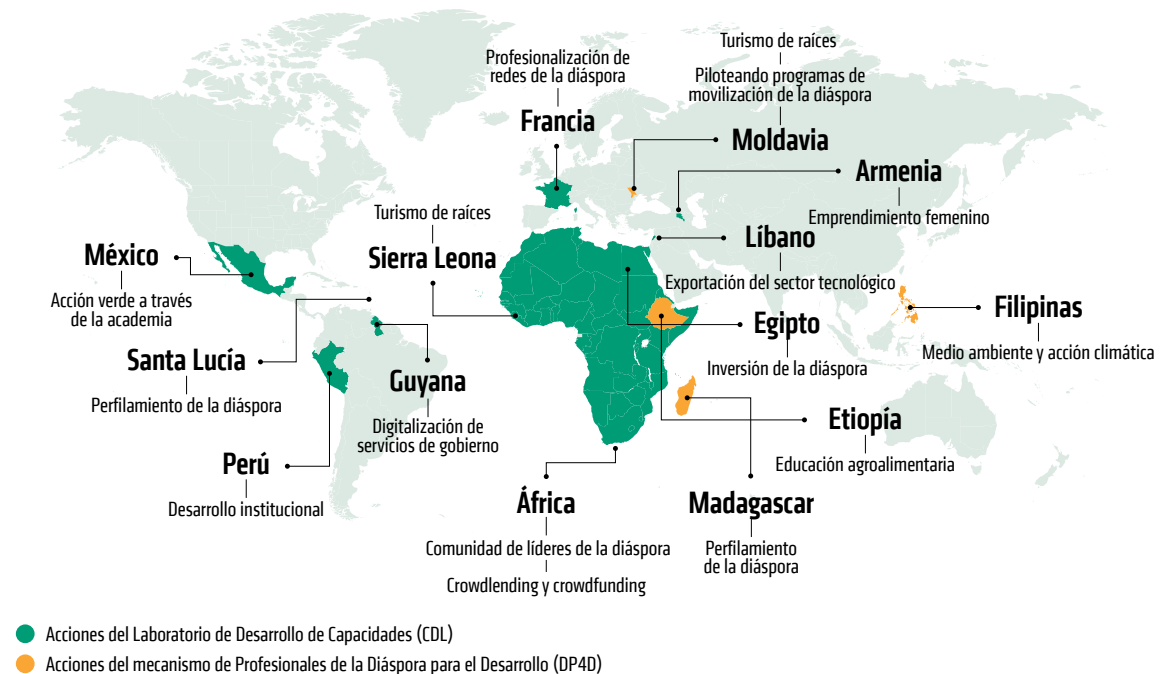 Turismo de raíces
Piloteando programas de
movilización de la diáspora
Moldavia
Profesionalización de
redes de la diáspora
Francia
Armenia
Emprendimiento femenino
Turismo de raíces
Sierra Leona
Líbano
Exportación del sector tecnológico
México
Acción verde a través
de la academia
Filipinas
Medio ambiente y acción climática
Egipto
Inversión de la diáspora
Santa Lucía
Perfilamiento de la diáspora
Guyana
Digitalización de
servicios de gobierno
Etiopía
Educación agroalimentaria
Perú
Desarrollo institucional
África
Comunidad de líderes de la diáspora
Crowdlending y crowdfunding
Madagascar
Perfilamiento
de la diáspora
Acciones del Laboratorio de Desarrollo de Capacidades (CDL)
Acciones del mecanismo de Profesionales de la Diáspora para el Desarrollo (DP4D)